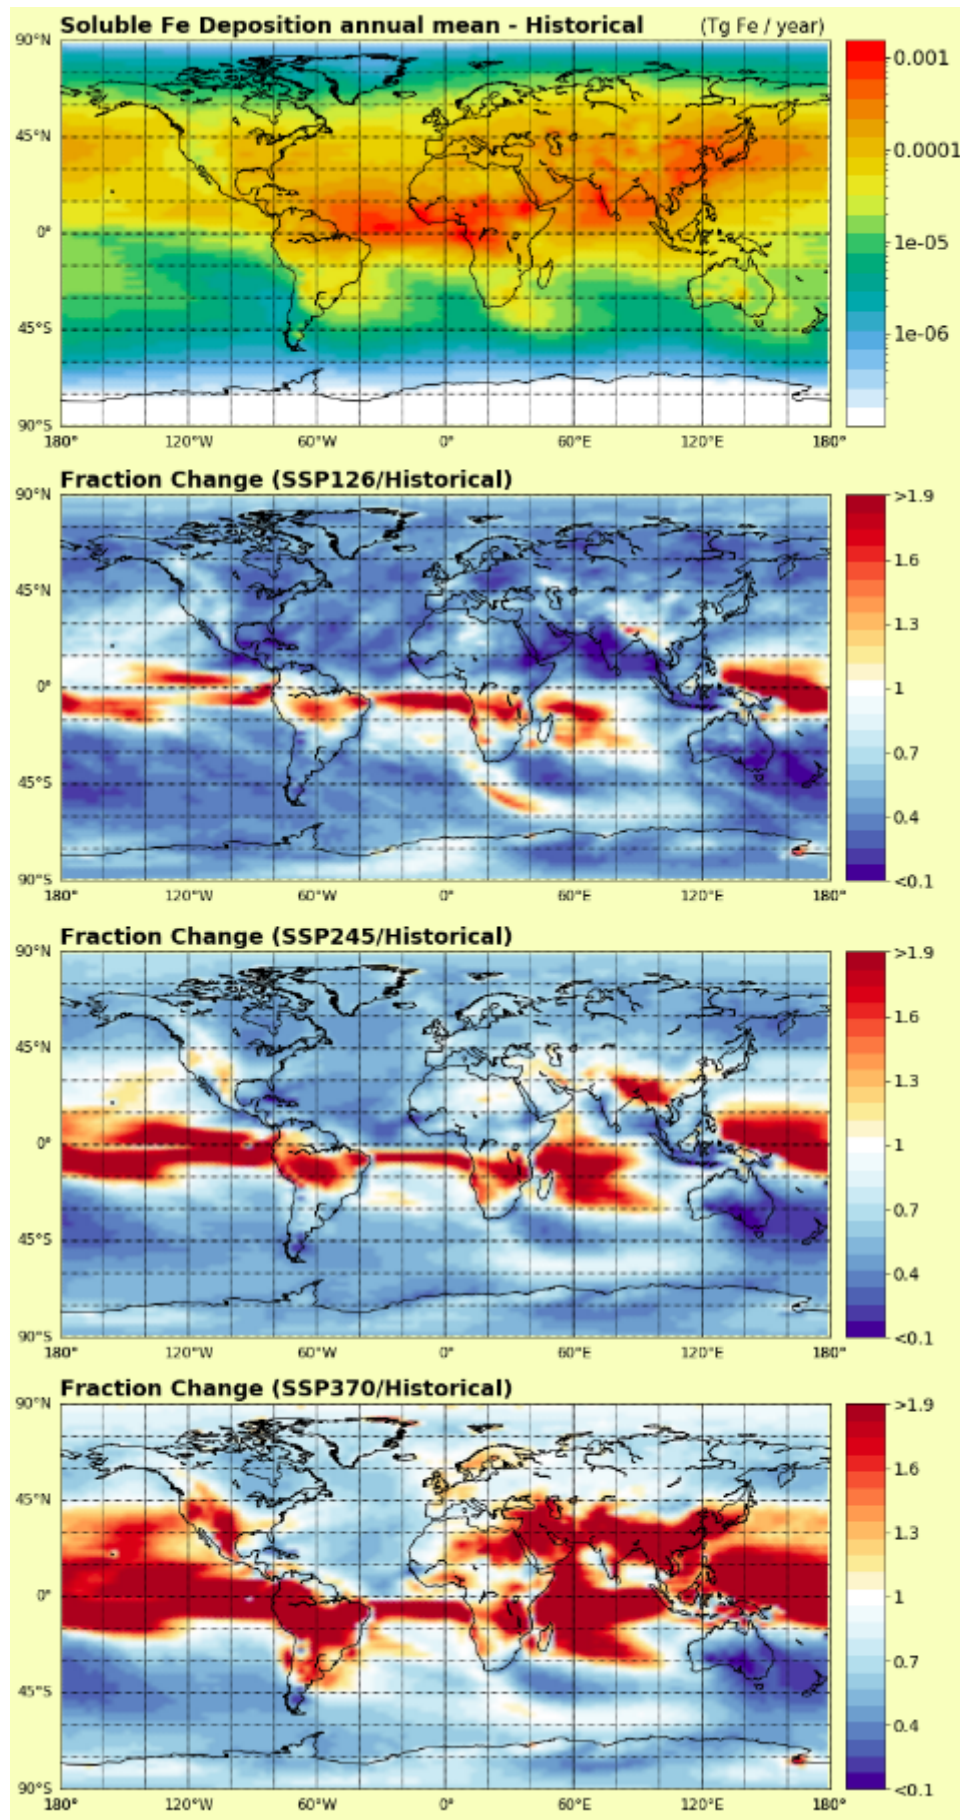 Soluble Fe Deposition annual mean - Historical (Tg Fe / year)
90°N
45°N
0°
45°S
90°S
180° 120°W 60°W 0° 60°E 120°E 180°
0.001
0.0001
1e-05
1e-06
Fraction Change (SSP126/Historical)
90°N
45°N
0°
45°S
90°S
180° 120°W 60°W 0° 60°E 120°E 180°
>1.9
1.6
1.3
1
0.7
0.4
<0.1
Fraction Change (SSP245/Historical)
90°N
45°N
0°
45°S
90°S
180° 120°W 60°W 0° 60°E 120°E 180°
>1.9
1.6
1.3
1
0.7
0.4
<0.1
Fraction Change (SSP370/Historical)
90°N
45°N
0°
45°S
90°S
180° 120°W 60°W 0° 60°E 120°E 180°
>1.9
1.6
1.3
1
0.7
0.4
<0.1